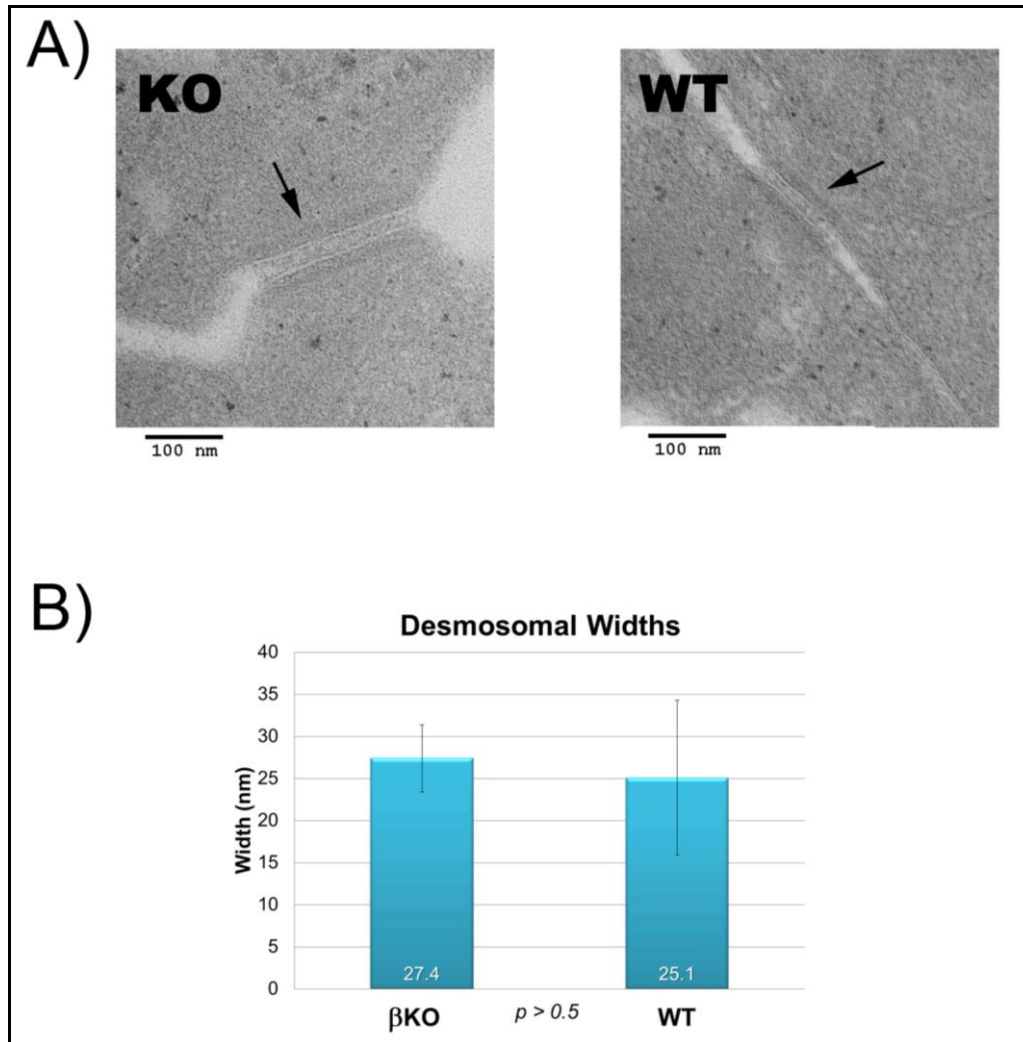 A)
KO
WT
100 nm
100 nm
B)
Desmosomal Widths
40
35
30
25
20
15
10
5
0
Width (nm)
27.4
25.1
βKO
p > 0.5
WT